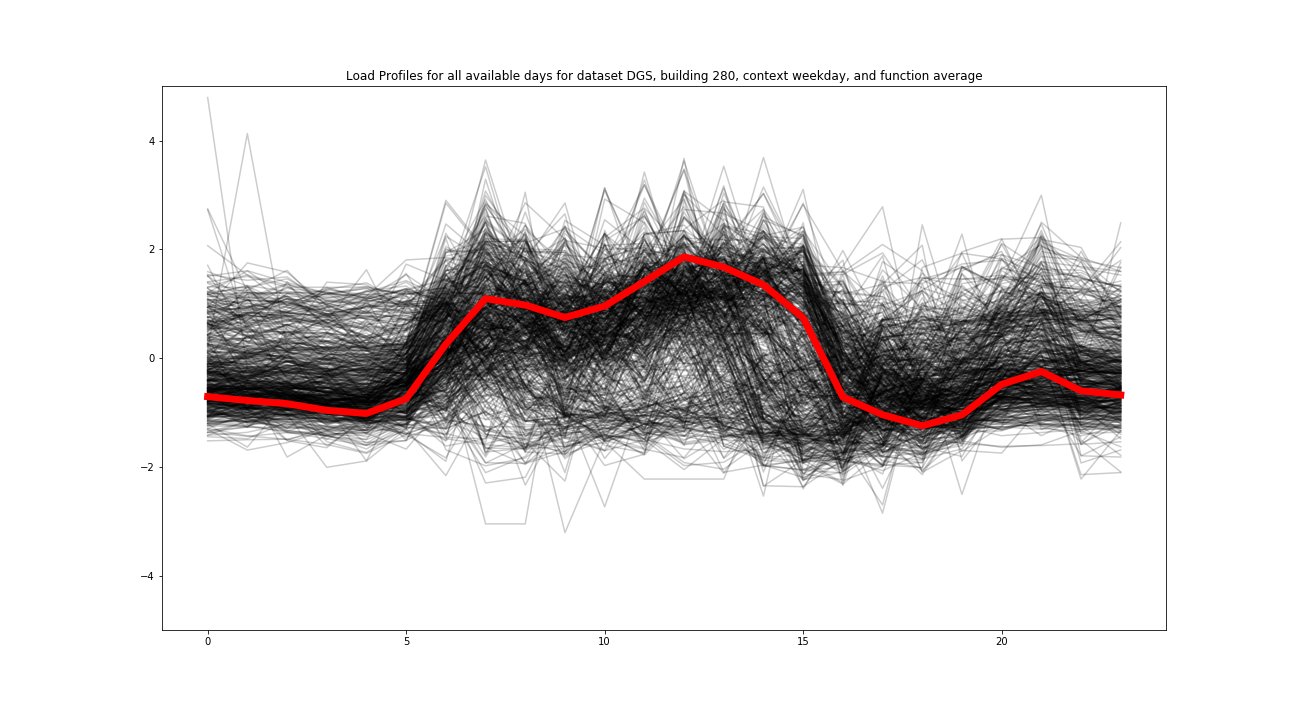 Load Profiles for all available days for dataset DGS, building 280, context weekday, and function average
4
2
0
−2
−4
0 5 10 15 20